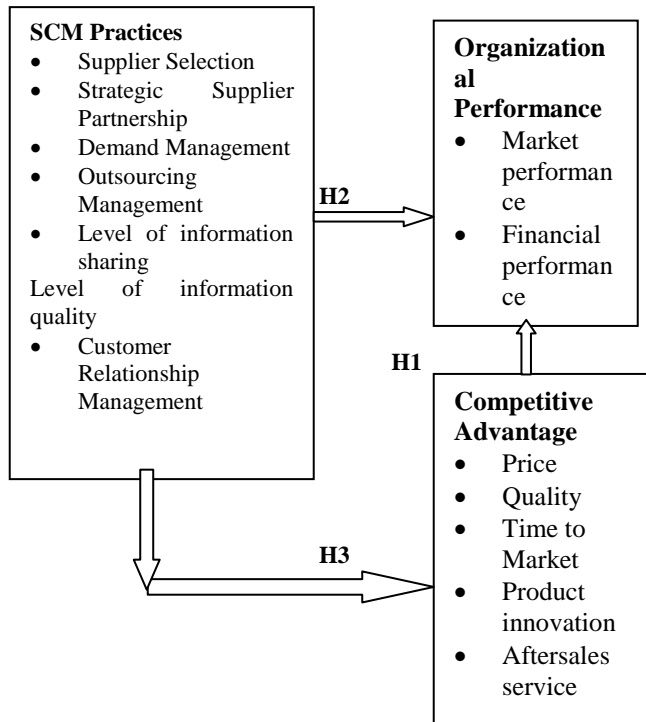 SCM Practices
• Supplier Selection
• Strategic Supplier
Partnership
• Demand Management
• Outsourcing
Management
• Level of information
sharing
Level of information
quality
• Customer
Relationship
Management
H2
Organization
al
Performance
• Market
performan
ce
• Financial
performan
ce
H1
Competitive
Advantage
• Price
• Quality
• Time to
Market
• Product
innovation
• Aftersales
service
H3